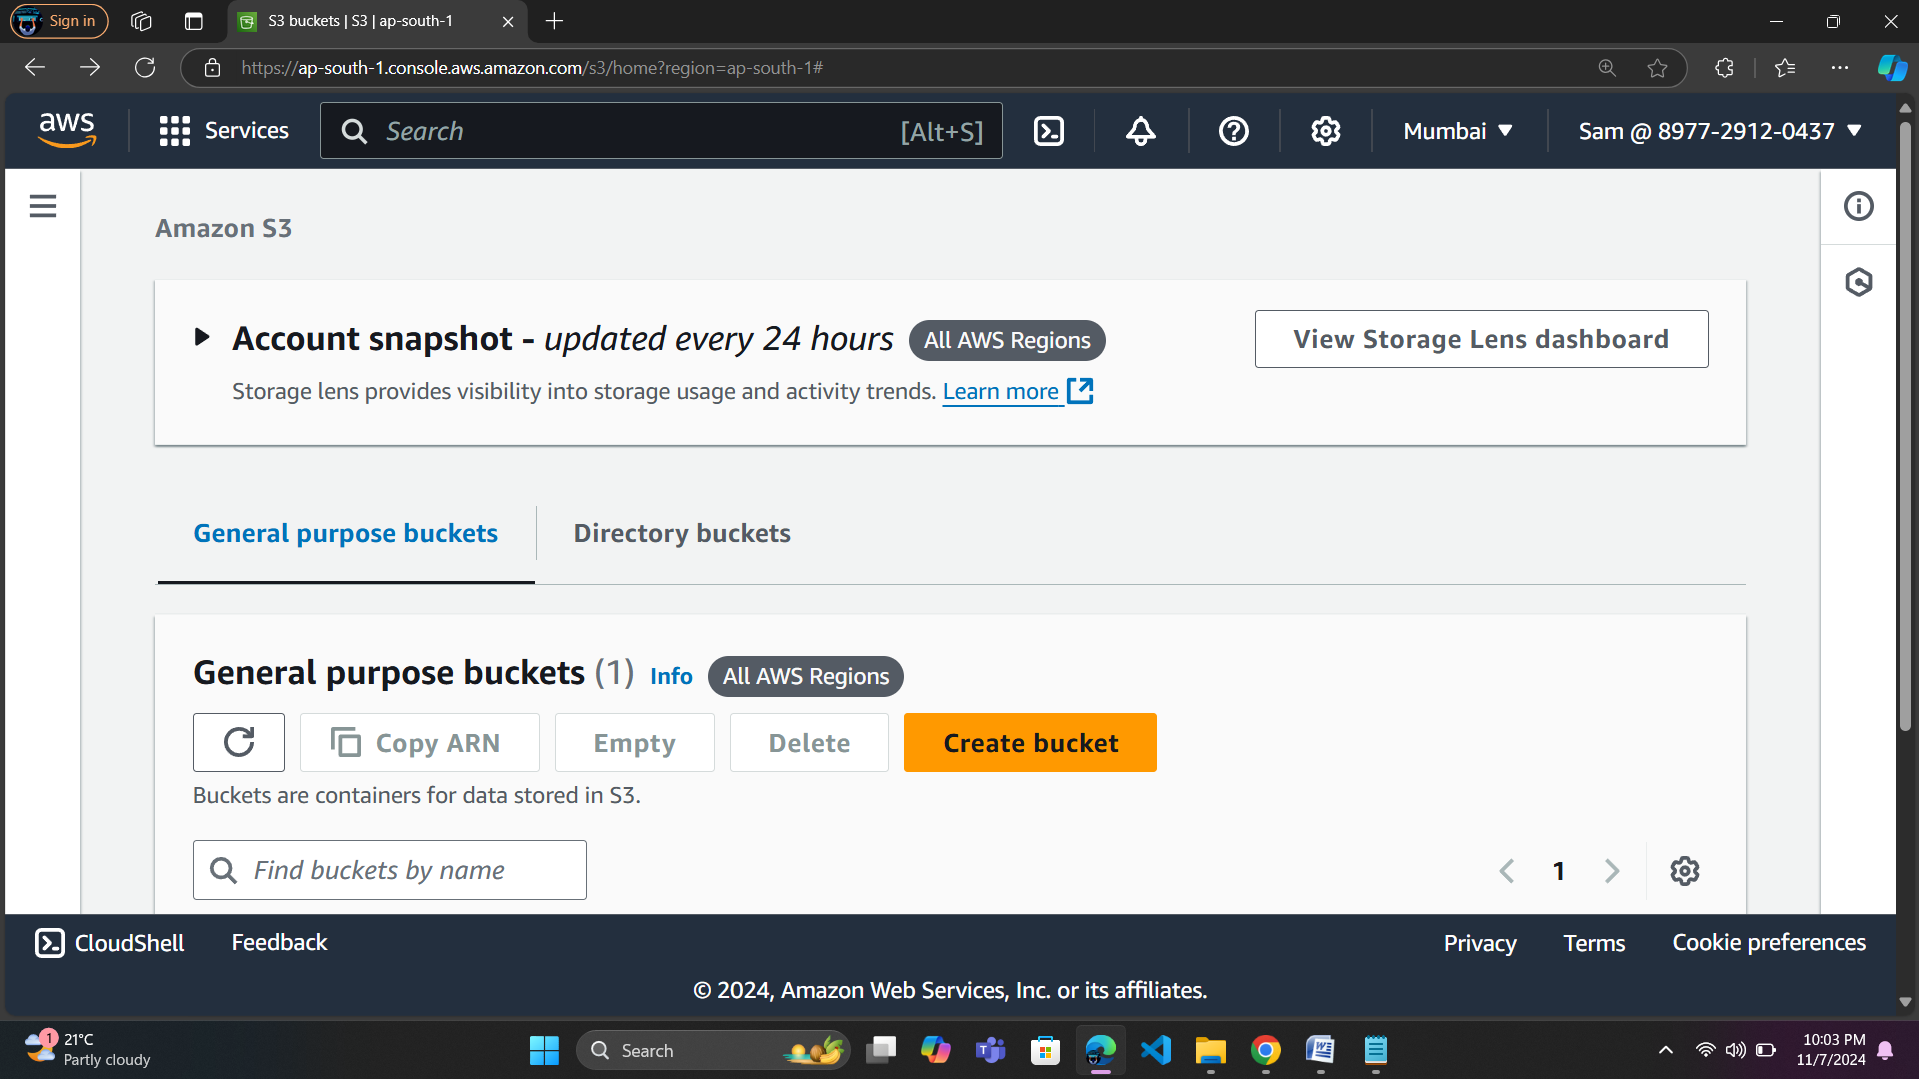 Sign in
S3 buckets | S3 | ap-south-1
https://ap-south-1.console.aws.amazon.com/s3/home?region=ap-south-1#
aws
Services
Search
[Alt+S]
Mumbai
Sam @ 8977-2912-0437
Amazon S3
Account snapshot - updated every 24 hours
All AWS Regions
View Storage Lens dashboard
Storage lens provides visibility into storage usage and activity trends. Learn more
General purpose buckets
Directory buckets
General purpose buckets (1) Info
All AWS Regions
Copy ARN
Empty
Delete
Create bucket
Buckets are containers for data stored in S3.
Find buckets by name
1
CloudShell
Feedback
Privacy
Terms
Cookie preferences
© 2024, Amazon Web Services, Inc. or its affiliates.
1
21°C
Partly cloudy
Search
10:03 PM
11/7/2024